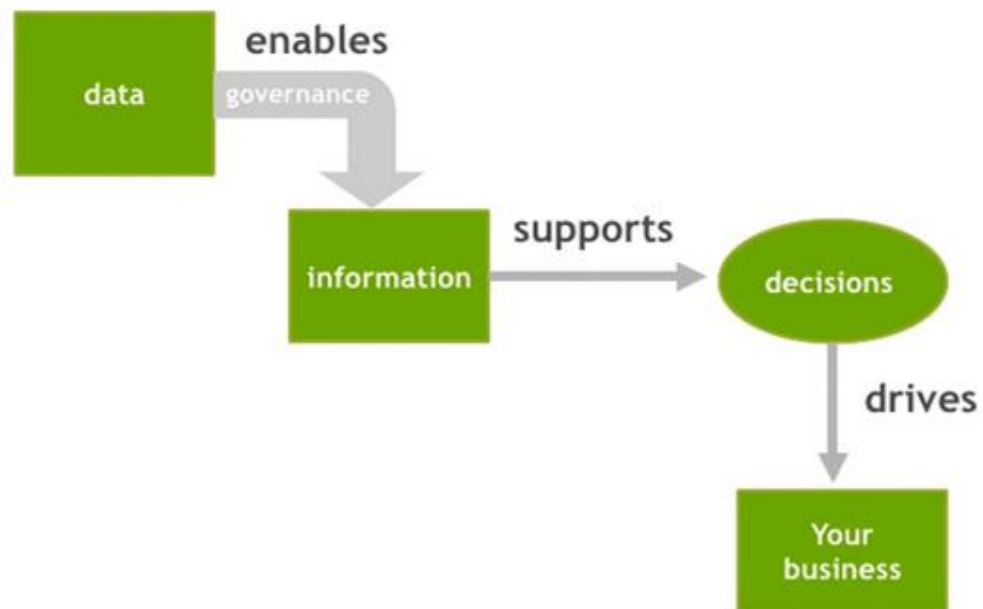 enables
data
governance
supports
information
decisions
drives
Your
business